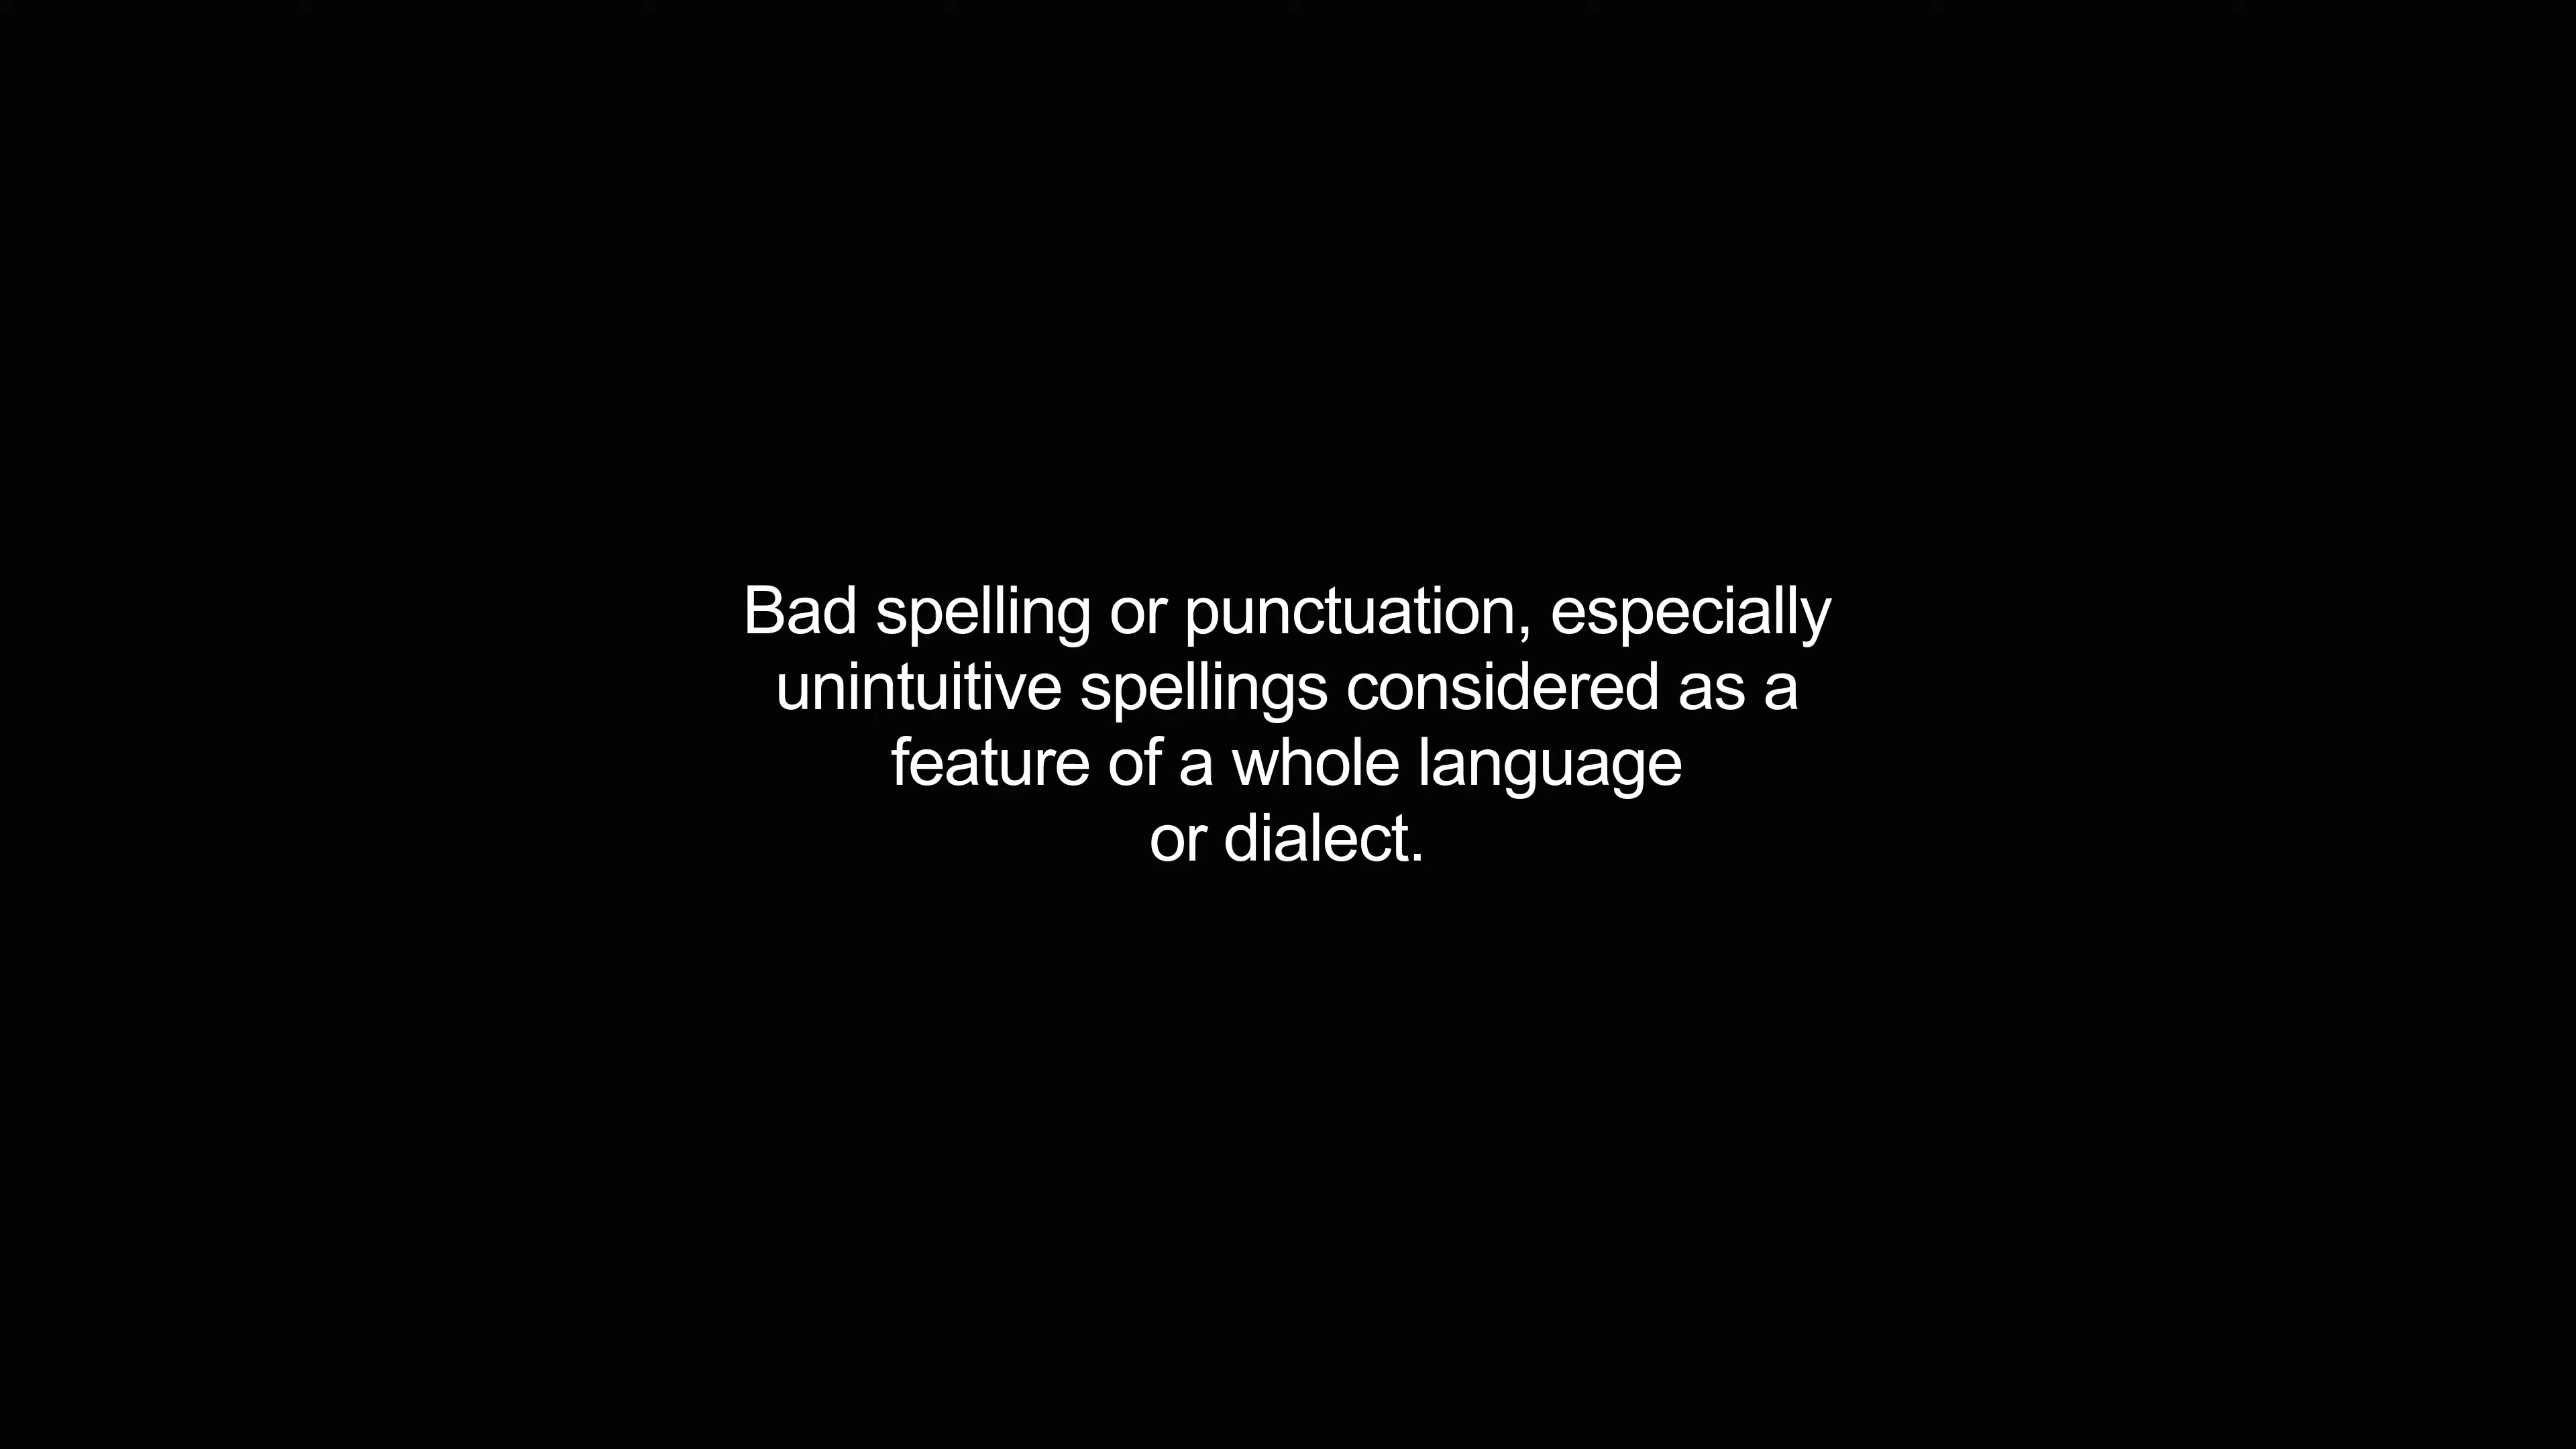 Bad spelling or punctuation, especially
unintuitive spellings considered as a
feature of a whole language
or dialect.